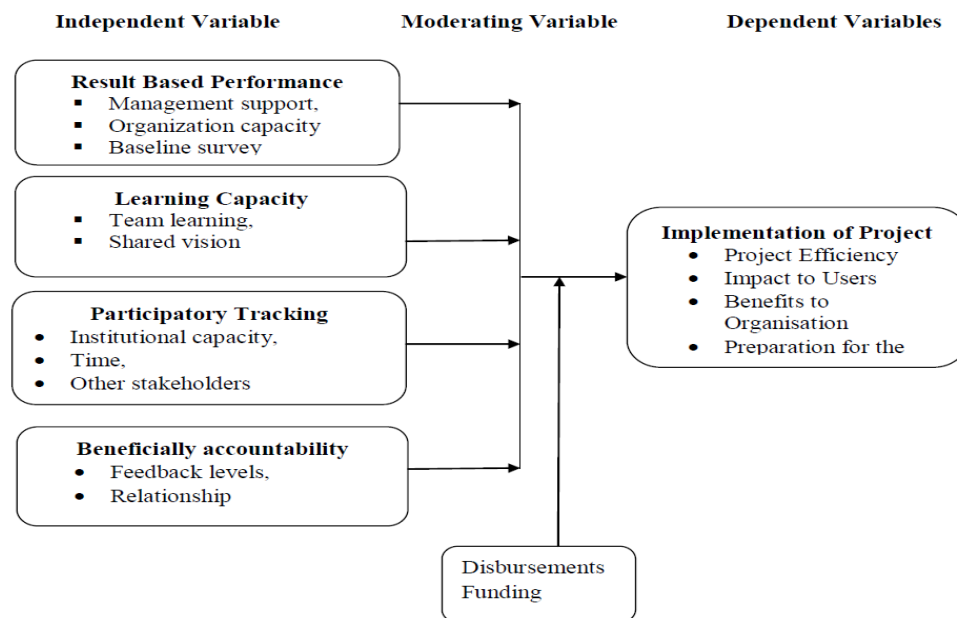 Independent Variable
Moderating Variable
Dependent Variables
Result Based Performance
▪ Management support,
▪ Organization capacity
▪ Baseline survey
Learning Capacity
▪ Team learning,
▪ Shared vision
Participatory Tracking
• Institutional capacity,
• Time,
• Other stakeholders
Beneficially accountability
• Feedback levels,
• Relationship
Disbursements
Funding
Implementation of Project
• Project Efficiency
• Impact to Users
• Benefits to
Organisation
• Preparation for the